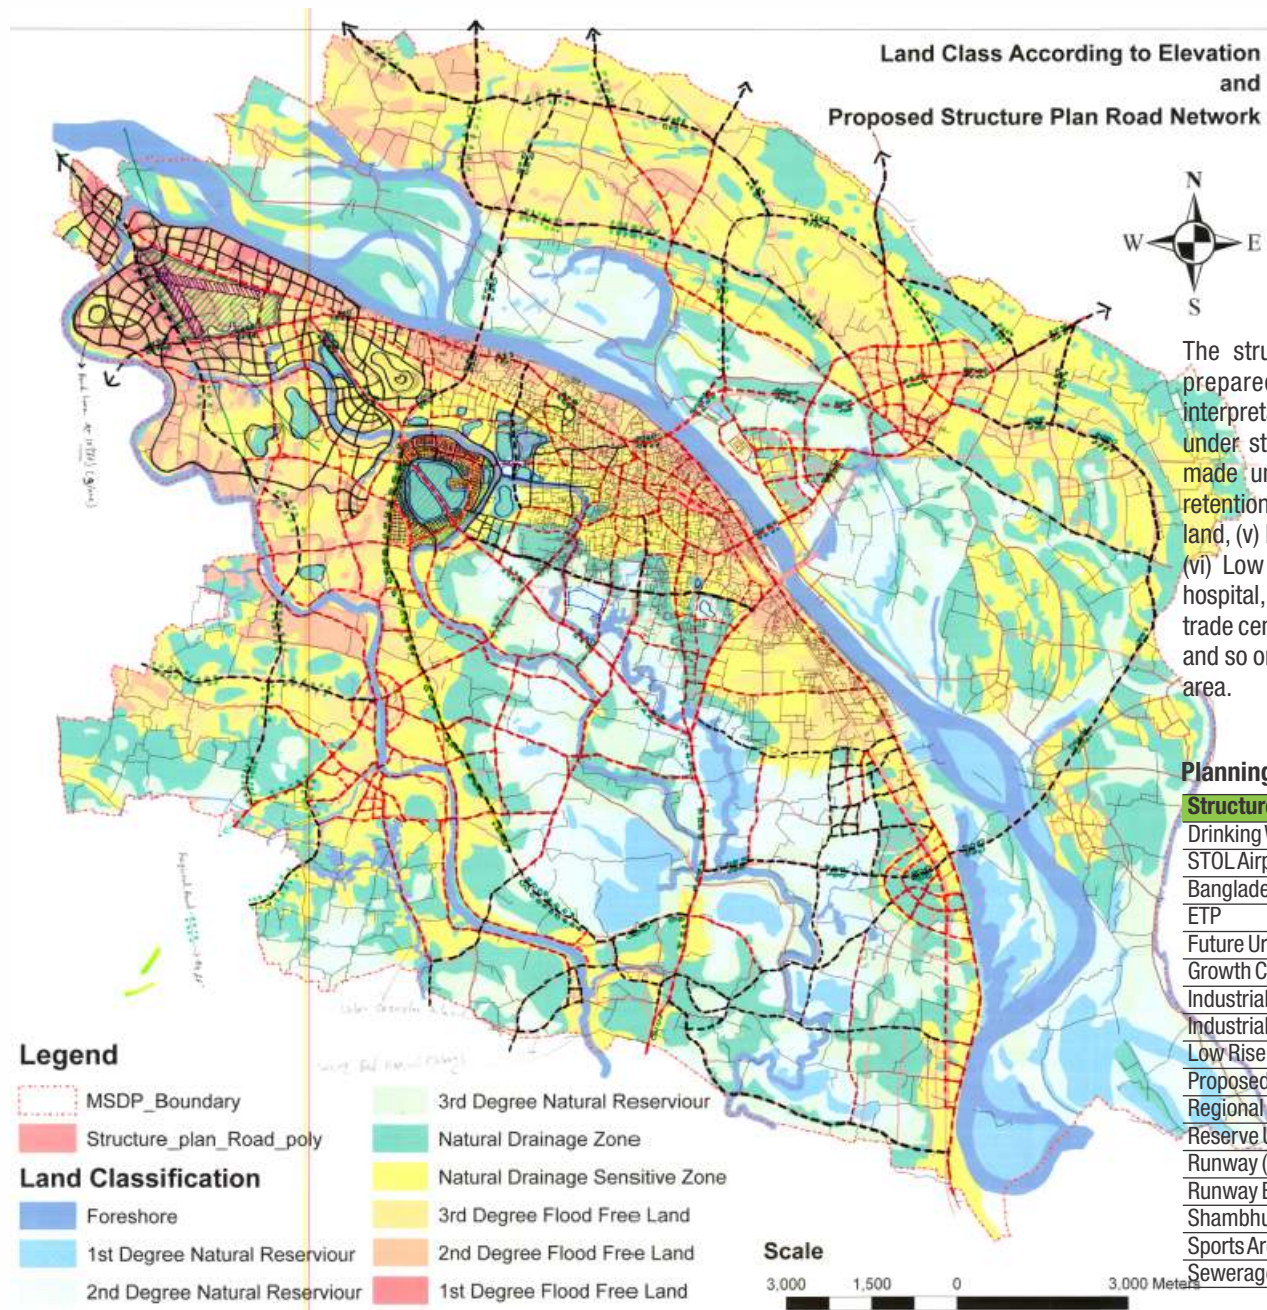 Land Class According to Elevation
and
Proposed Structure Plan Road Network
N
W E
S
The stru
prepared
interpreta
under st
made un
retention
land, (v)
(vi) Low
hospital,
trade cen
and so or
area.
Planning
Structure
Drinking
STOL Airp
Banglade
ETP
Future Ur
Growth C
Industrial
Industrial
Low Rise
Proposed
Regional
Reserve U
Runway (
Runway E
Shambhu
Sports Ar
Sewerage
Legend
MSDP_Boundary
Structure_plan_Road_poly
Land Classification
Foreshore
1st Degree Natural Reserviour
2nd Degree Natural Reserviour
3rd Degree Natural Reserviour
Natural Drainage Zone
Natural Drainage Sensitive Zone
3rd Degree Flood Free Land
2nd Degree Flood Free Land
1st Degree Flood Free Land
Scale
3,000 1,500 0 3,000 Meters